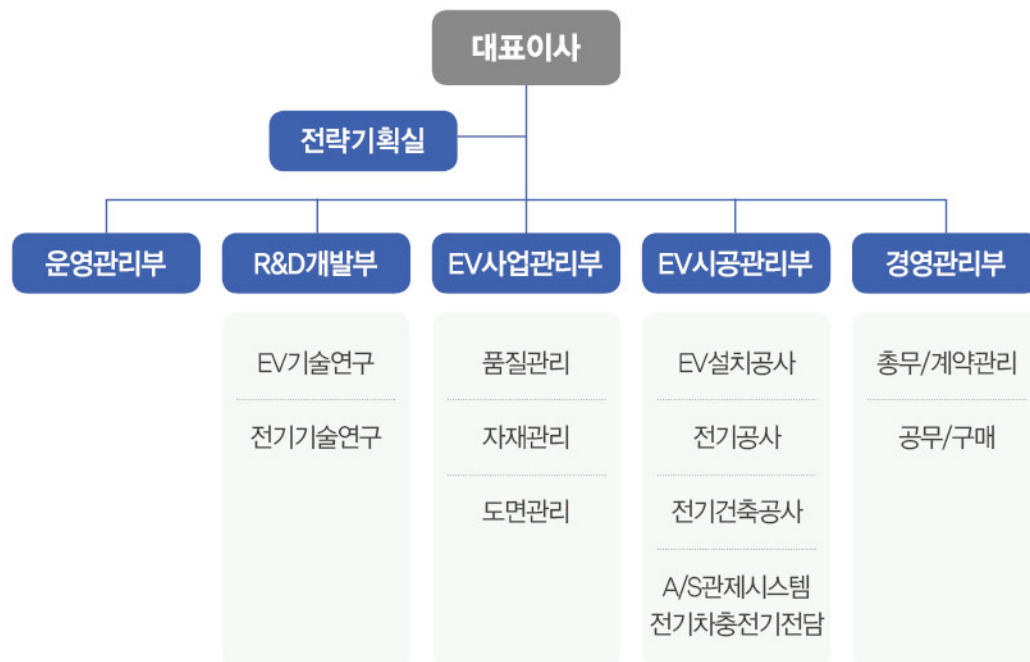 대표이사
전략기획실
운영관리부
R&D개발부
EV사업관리부
EV시공관리부
경영관리부
EV기술연구
전기기술연구
품질관리
자재관리
도면관리
EV설치공사
전기공사
전기건축공사
A/S관제시스템
전기차충전기전담
총무/계약관리
공무/구매